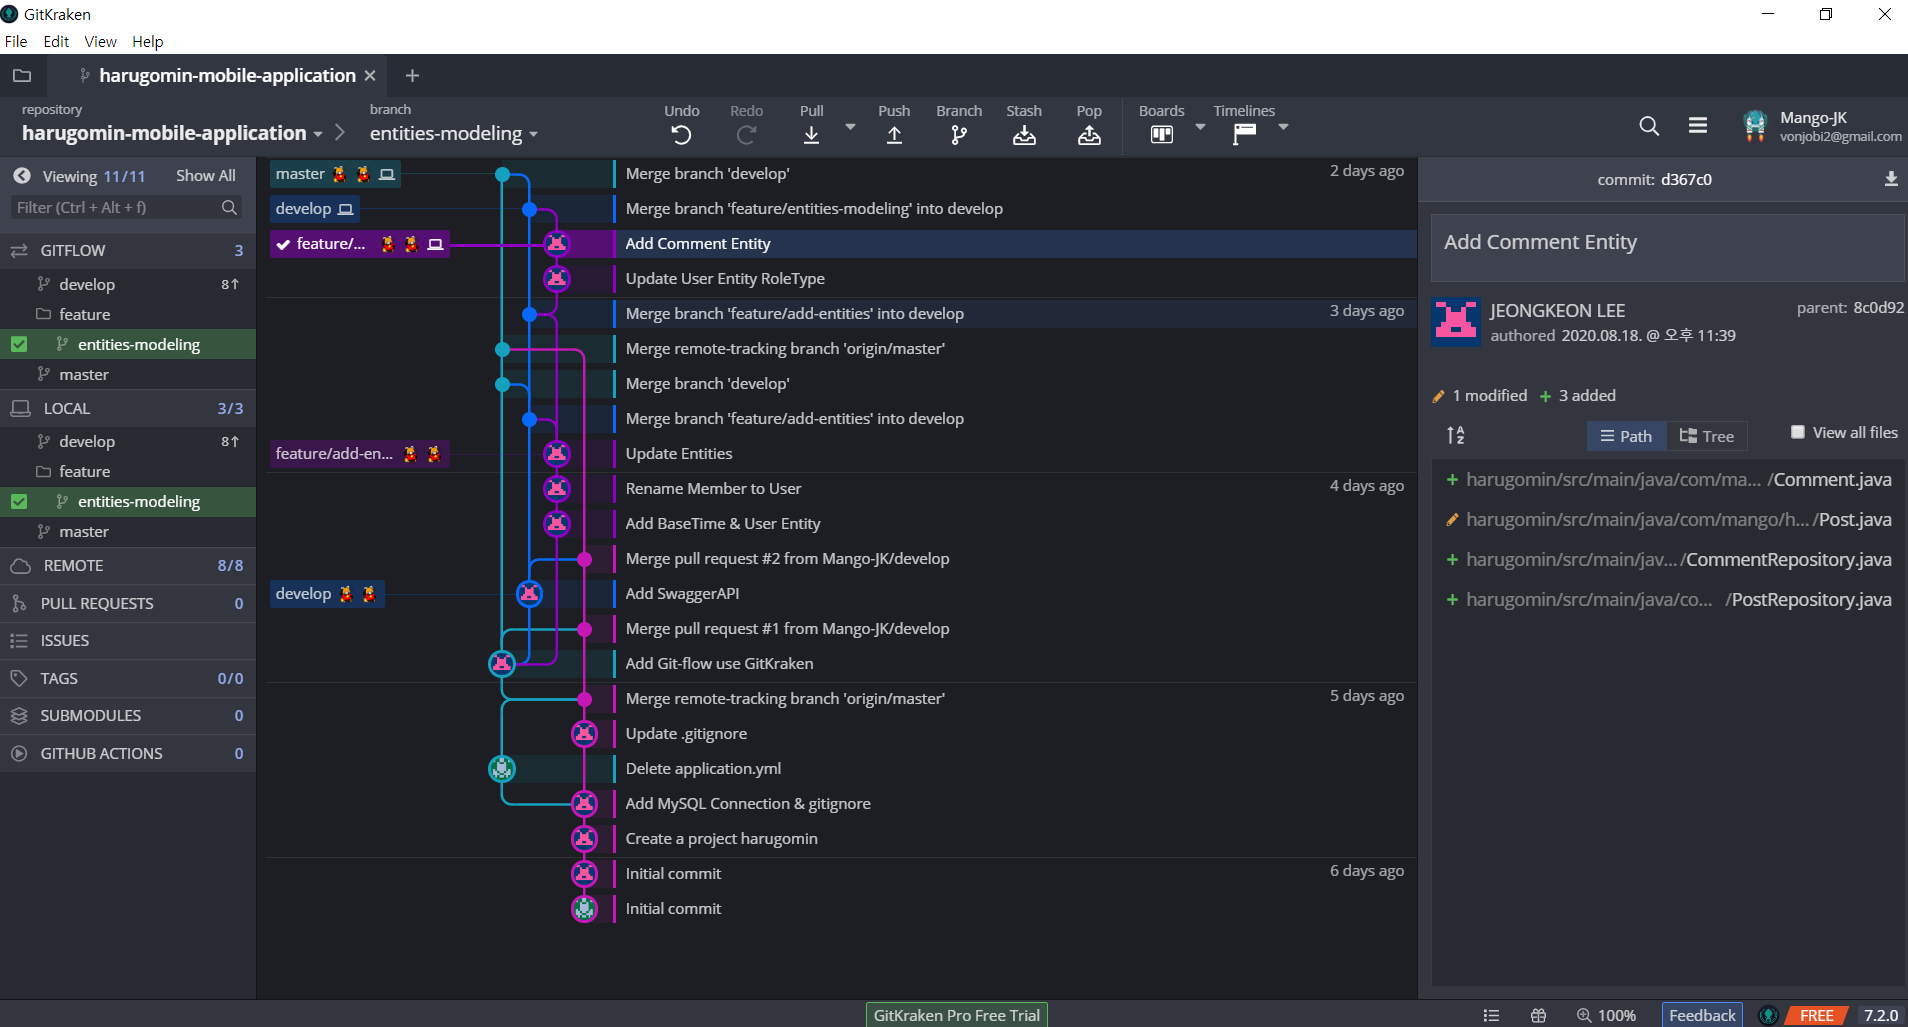 GitKraken
File Edit View Help
harugomin-mobile-application
repository
harugomin-mobile-application
branch
entities-modeling
Undo Redo Pull Push Branch Stash Pop Boards Timelines
Mango-JK
vonjobi2@gmail.com
Viewing 11/11 Show All
Filter (Ctrl + Alt + f)
GITFLOW 3
develop 8↑
feature
entities-modeling
master
LOCAL 3/3
develop 8↑
feature
entities-modeling
master
REMOTE 8/8
PULL REQUESTS 0
ISSUES
TAGS 0/0
SUBMODULES 0
GITHUB ACTIONS 0
master Merge branch 'develop' 2 days ago
develop Merge branch 'feature/entities-modeling' into develop
feature/... Add Comment Entity
Update User Entity RoleType
Merge branch 'feature/add-entities' into develop 3 days ago
Merge remote-tracking branch 'origin/master'
Merge branch 'develop'
Merge branch 'feature/add-entities' into develop
feature/add-en... Update Entities
Rename Member to User 4 days ago
Add BaseTime & User Entity
Merge pull request #2 from Mango-JK/develop
develop Add SwaggerAPI
Merge pull request #1 from Mango-JK/develop
Add Git-flow use GitKraken
Merge remote-tracking branch 'origin/master' 5 days ago
Update .gitignore
Delete application.yml
Add MySQL Connection & gitignore
Create a project harugomin
Initial commit 6 days ago
Initial commit
commit: d367c0
Add Comment Entity
JEONGKEON LEE parent: 8c0d92
authored 2020.08.18. @ 오후 11:39
1 modified + 3 added
Path Tree View all files
+ harugomin/src/main/java/com/ma... /Comment.java
harugomin/src/main/java/com/mango/h... /Post.java
+ harugomin/src/main/jav... /CommentRepository.java
+ harugomin/src/main/java/co... /PostRepository.java
GitKraken Pro Free Trial
100% Feedback FREE 7.2.0